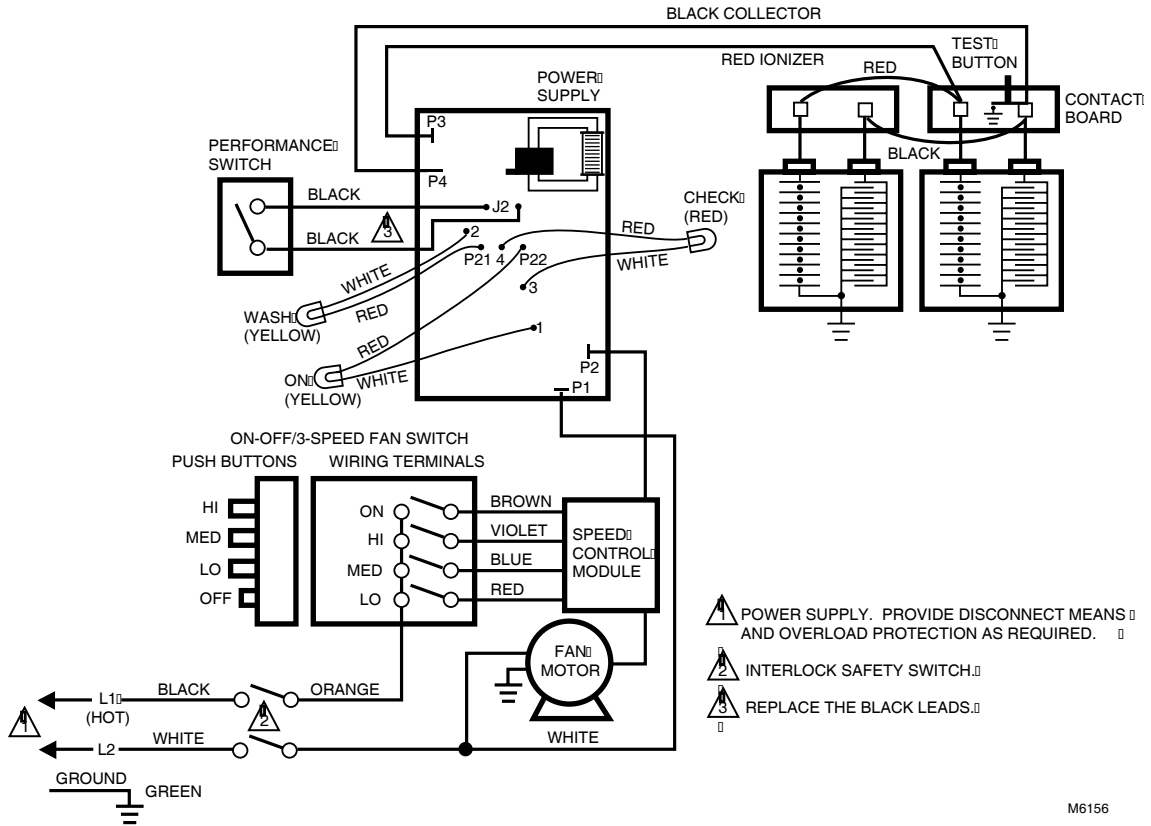 BLACK COLLECTOR
TEST
BUTTON
RED IONIZER
RED
POWER
SUPPLY
CONTACT
BOARD
P3
PERFORMANCE
SWITCH
BLACK
P4
CHECK
(RED)
BLACK
J2
RED
3
BLACK
2
P21
4
P22
WHITE
WHITE
3
RED
WASH
(YELLOW)
1
RED
P2
ON
(YELLOW)
WHITE
P1
ON-OFF/3-SPEED FAN SWITCH
PUSH BUTTONS
WIRING TERMINALS
HI
ON
BROWN
MED
HI
VIOLET
SPEED
CONTROL
MODULE
LO
MED
BLUE
OFF
LO
RED
1
POWER SUPPLY. PROVIDE DISCONNECT MEANS
AND OVERLOAD PROTECTION AS REQUIRED.
2
INTERLOCK SAFETY SWITCH.
3
REPLACE THE BLACK LEADS.
FAN
MOTOR
L1
(HOT)
BLACK
ORANGE
1
2
L2
WHITE
WHITE
GROUND
GREEN
M6156